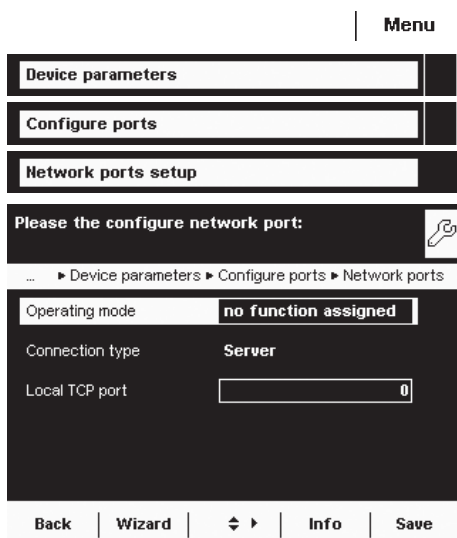 Menu
Device parameters
Configure ports
Network ports setup
Please the configure network port:
... ▶ Device parameters ▶ Configure ports ▶ Network ports
Operating mode no function assigned
Connection type Server
Local TCP port 0
Back Wizard Info Save